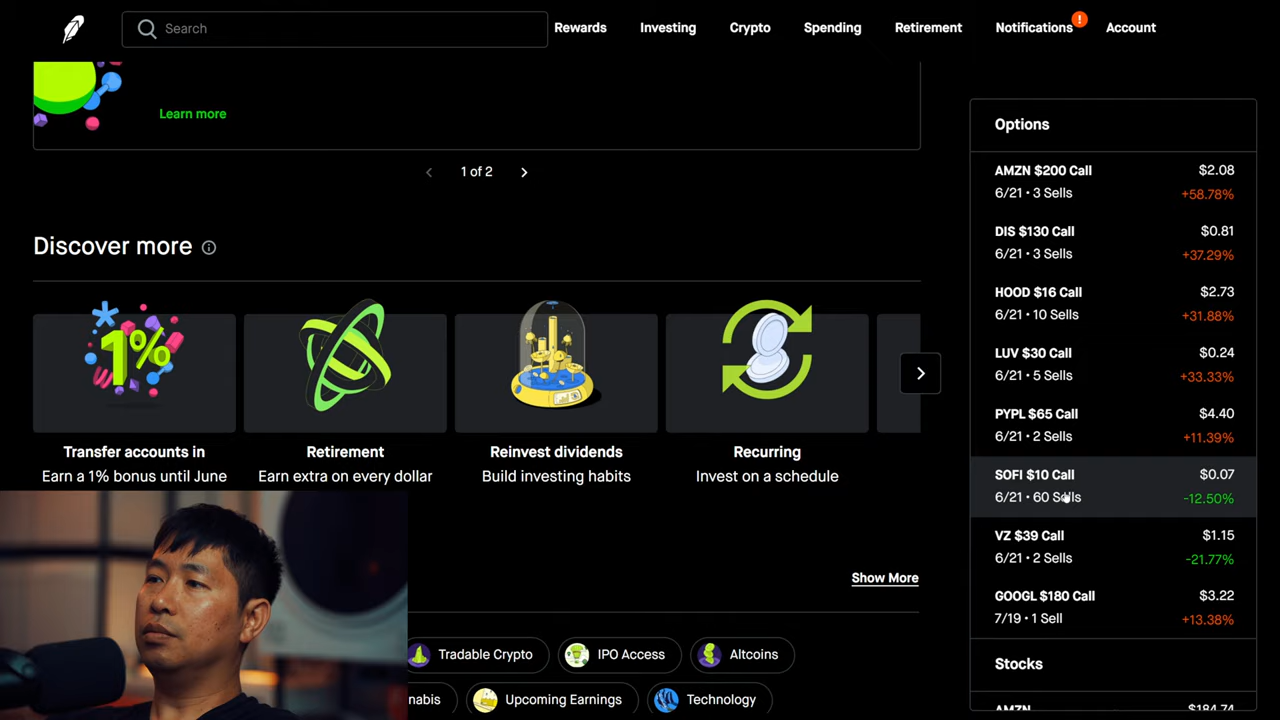 Search
Rewards
Investing
Crypto
Spending
Retirement
Notifications
!
Account
Learn more
1 of 2
Discover more
1%
Transfer accounts in
Earn a 1% bonus until June
Retirement
Earn extra on every dollar
Reinvest dividends
Build investing habits
Recurring
Invest on a schedule
Show More
Tradable Crypto
IPO Access
Altcoins
nabis
Upcoming Earnings
Technology
Options
AMZN $200 Call $2.08
6/21 • 3 Sells +58.78%
DIS $130 Call $0.81
6/21 • 3 Sells +37.29%
HOOD $16 Call $2.73
6/21 • 10 Sells +31.88%
LUV $30 Call $0.24
6/21 • 5 Sells +33.33%
PYPL $65 Call $4.40
6/21 • 2 Sells +11.39%
SOFI $10 Call $0.07
6/21 • 60 Sells -12.50%
VZ $39 Call $1.15
6/21 • 2 Sells -21.77%
GOOGL $180 Call $3.22
7/19 • 1 Sell +13.38%
Stocks
AMZN $184.74